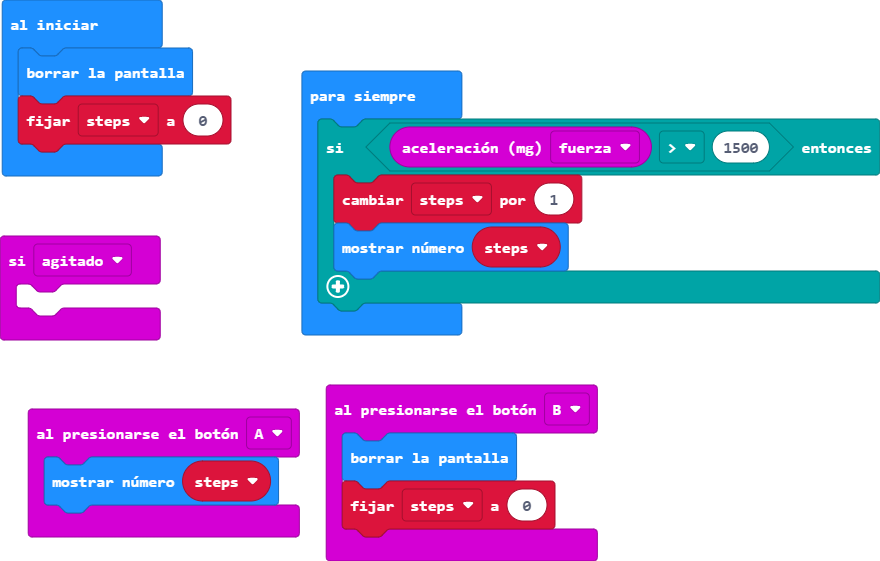 al iniciar
borrar la pantalla
fijar steps a 0
para siempre
si aceleración (mg) fuerza > 1500 entonces
cambiar steps por 1
mostrar número steps
si agitado
al presionarse el botón A
mostrar número steps
al presionarse el botón B
borrar la pantalla
fijar steps a 0